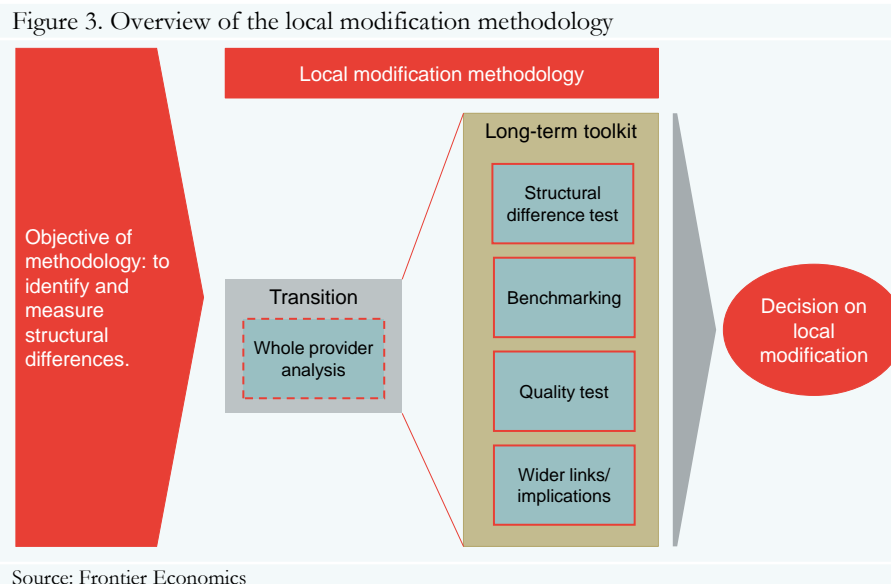 Figure 3. Overview of the local modification methodology
Local modification methodology
Objective of
methodology: to
identify and
measure
structural
differences.
Transition
Whole provider
analysis
Long-term toolkit
Structural
difference test
Benchmarking
Quality test
Wider links/
implications
Decision on
local
modification
Source: Frontier Economics